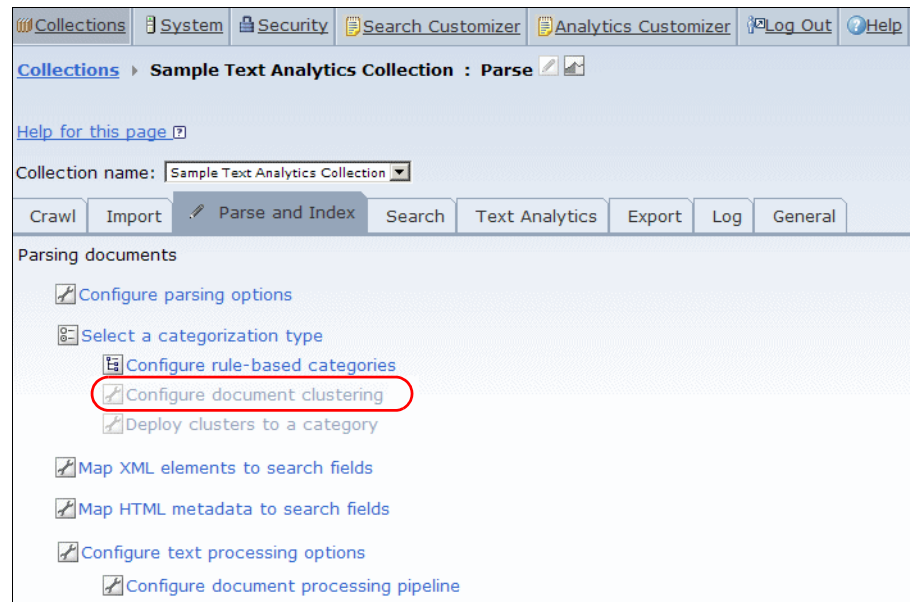 Collections System Security Search Customizer Analytics Customizer Log Out Help
Collections Sample Text Analytics Collection : Parse
Help for this page
Collection name: Sample Text Analytics Collection
Crawl Import Parse and Index Search Text Analytics Export Log General
Parsing documents
Configure parsing options
Select a categorization type
Configure rule-based categories
Configure document clustering
Deploy clusters to a category
Map XML elements to search fields
Map HTML metadata to search fields
Configure text processing options
Configure document processing pipeline